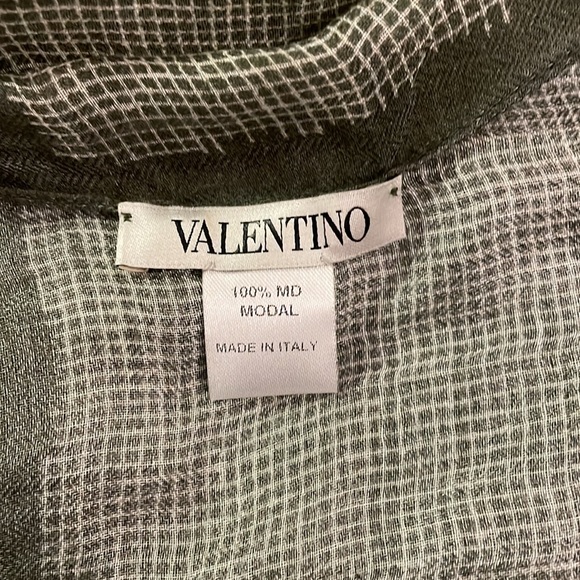 VALENTINO
100% MD
MODAL
MADE IN ITALY